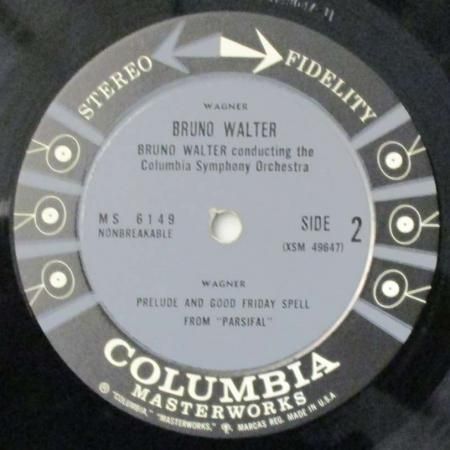 STEREO FIDELITY
WAGNER
BRUNO WALTER
BRUNO WALTER conducting the
Columbia Symphony Orchestra
MS 6149
NONBREAKABLE
SIDE 2
(XSM 49647)
WAGNER
PRELUDE AND GOOD FRIDAY SPELL
FROM "PARSIFAL"
COLUMBIA
MASTERWORKS
"COLUMBIA", "MASTERWORKS", MARCAS REG. MADE IN U.S.A.